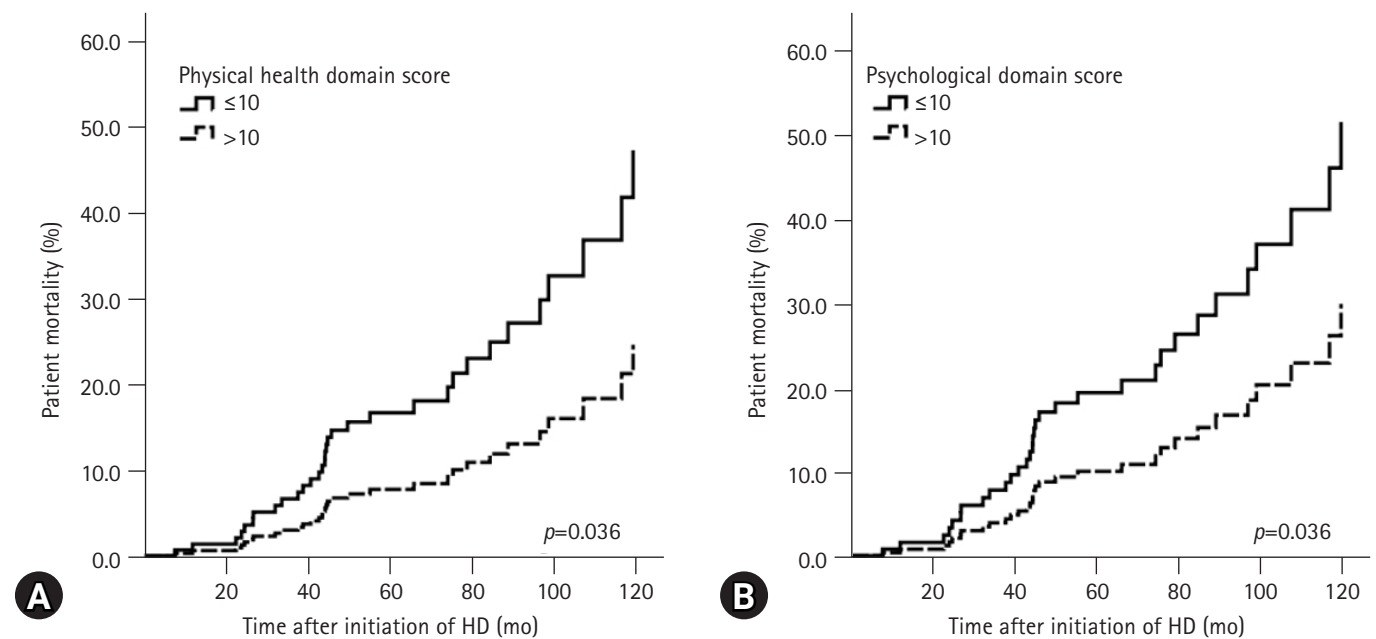 60.0
50.0
40.0
30.0
20.0
10.0
0.0
Patient mortality (%)
Physical health domain score
≤10
>10
p=0.036
20 40 60 80 100 120
Time after initiation of HD (mo)
A
60.0
50.0
40.0
30.0
20.0
10.0
0.0
Patient mortality (%)
Psychological domain score
≤10
>10
p=0.036
20 40 60 80 100 120
Time after initiation of HD (mo)
B